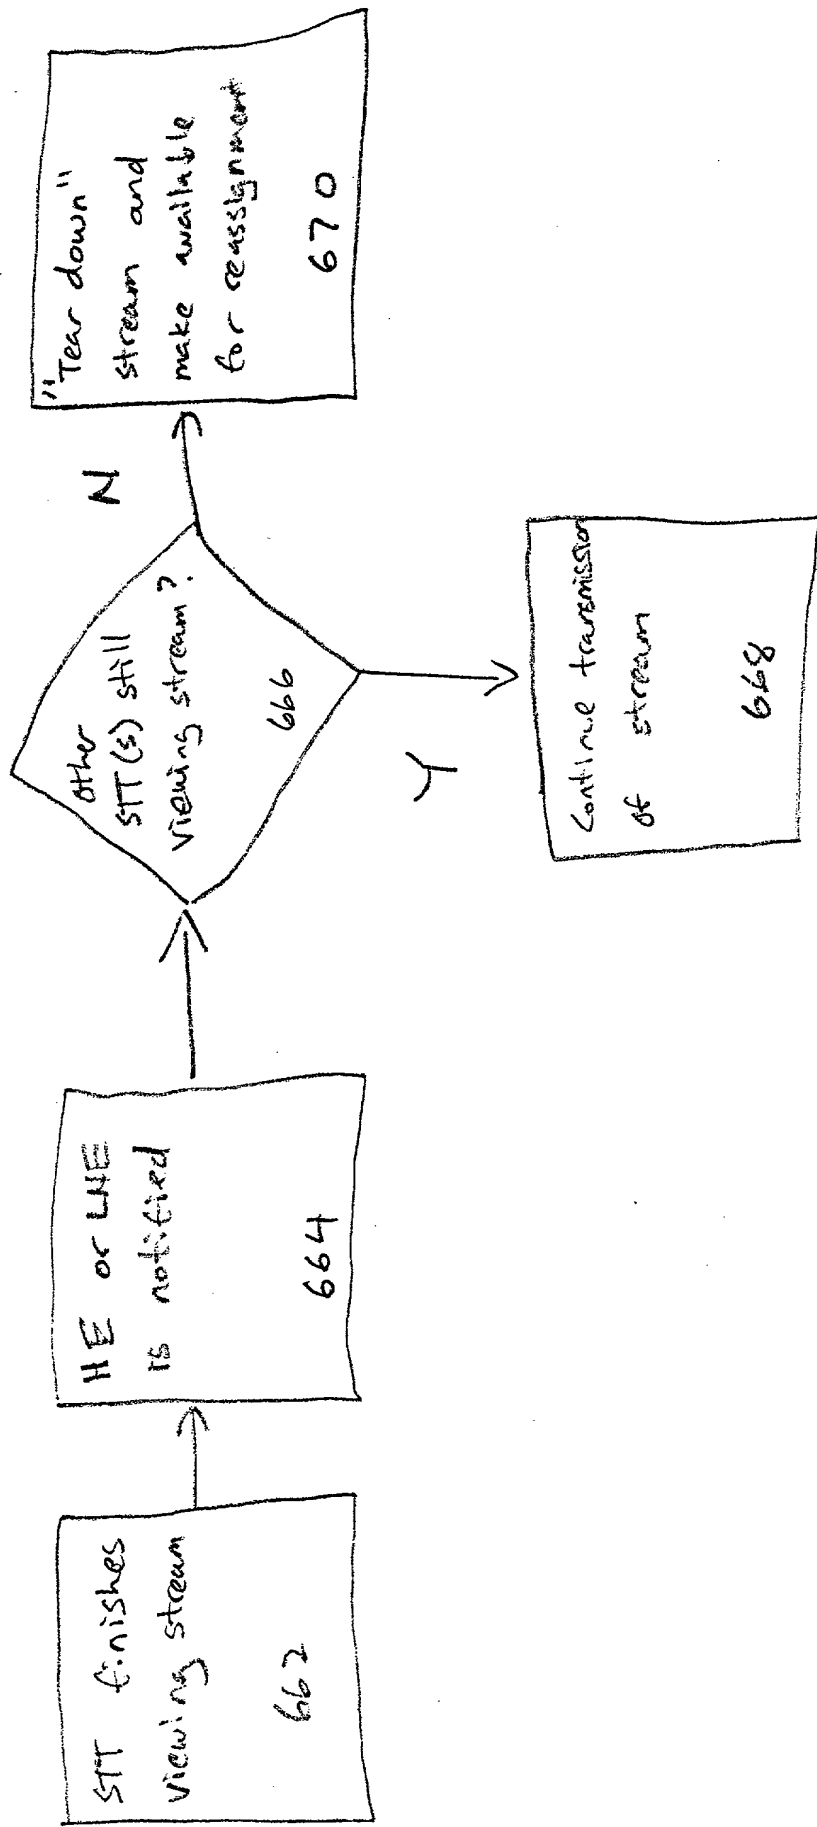 STT finishes
viewing stream
662
HE or LNE
is notified
664
Other
STT(s) still
viewing stream?
666
N
"Tear down"
stream and
make available
for reassignment
670
Y
Continue transmission
of stream
668